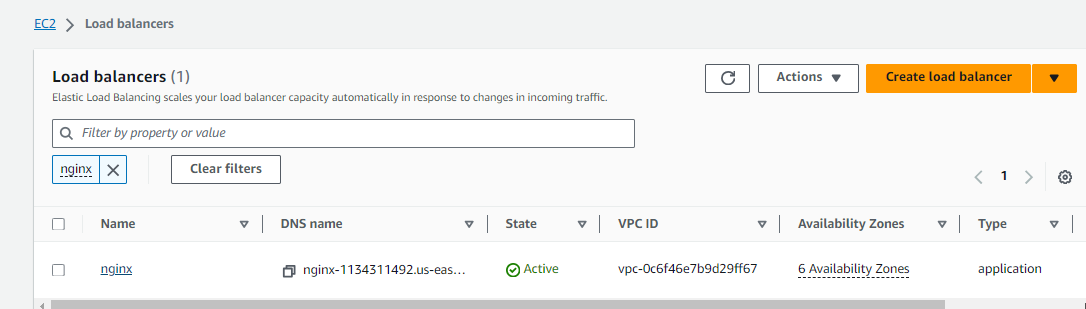 EC2 > Load balancers
Load balancers (1)
Actions
Create load balancer
Elastic Load Balancing scales your load balancer capacity automatically in response to changes in incoming traffic.
Filter by property or value
nginx
Clear filters
1
Name DNS name State VPC ID Availability Zones Type
nginx nginx-1134311492.us-eas... Active vpc-0c6f46e7b9d29ff67 6 Availability Zones application